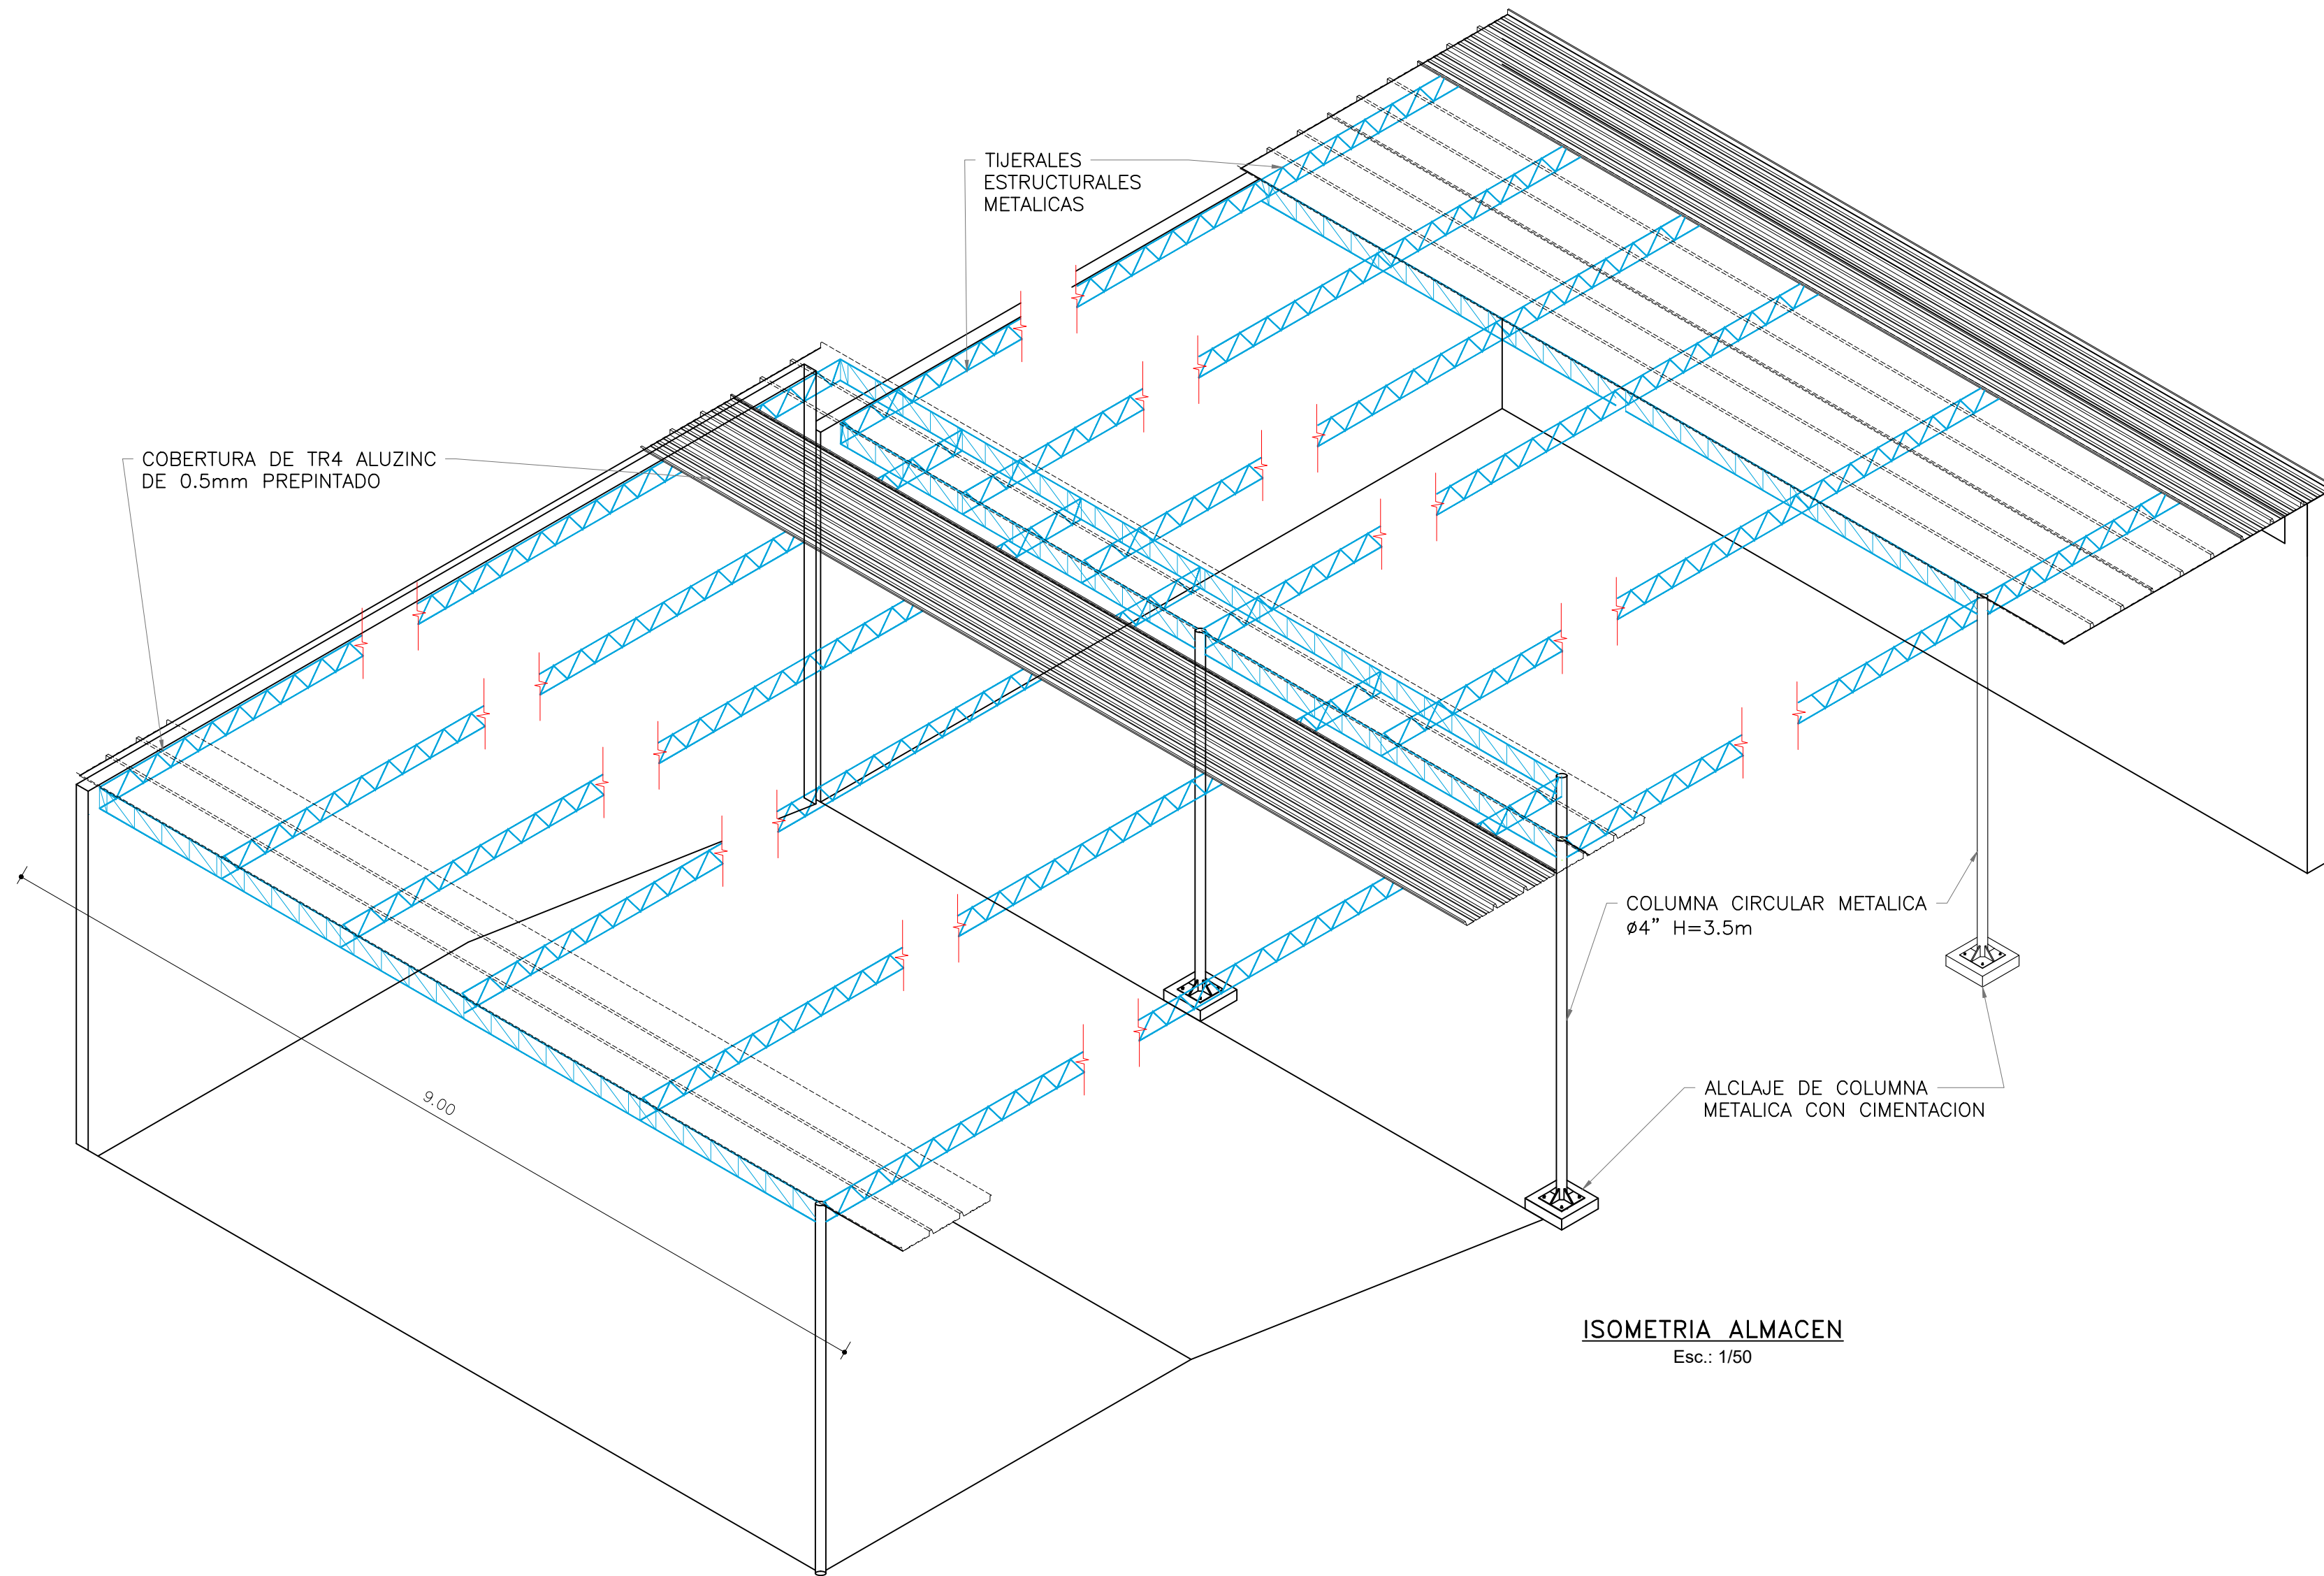 TIJERALES
ESTRUCTURALES
METALICAS
COBERTURA DE TR4 ALUZINC
DE 0.5mm PREPINTADO
COLUMNA CIRCULAR METALICA
ø4” H=3.5m
ALCLAJE DE COLUMNA
METALICA CON CIMENTACION
9.00
ISOMETRIA ALMACEN
Esc.: 1/50